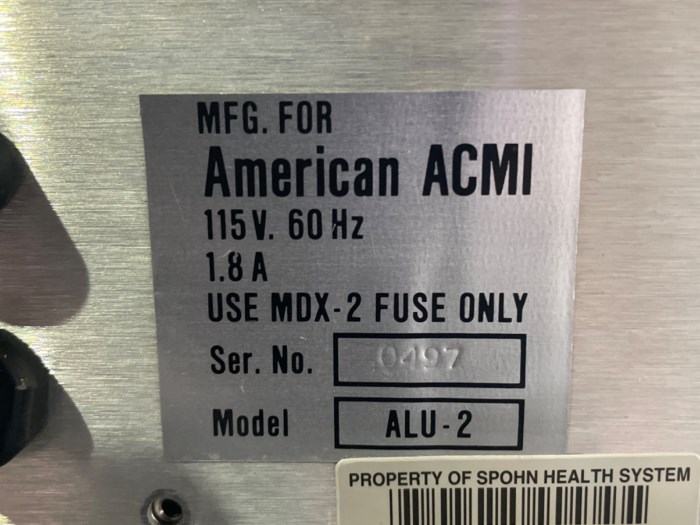 MFG. FOR
American ACMI
115V. 60 Hz
1.8 A
USE MDX-2 FUSE ONLY
Ser. No. 0497
Model ALU-2
PROPERTY OF SPOHN HEALTH SYSTEM